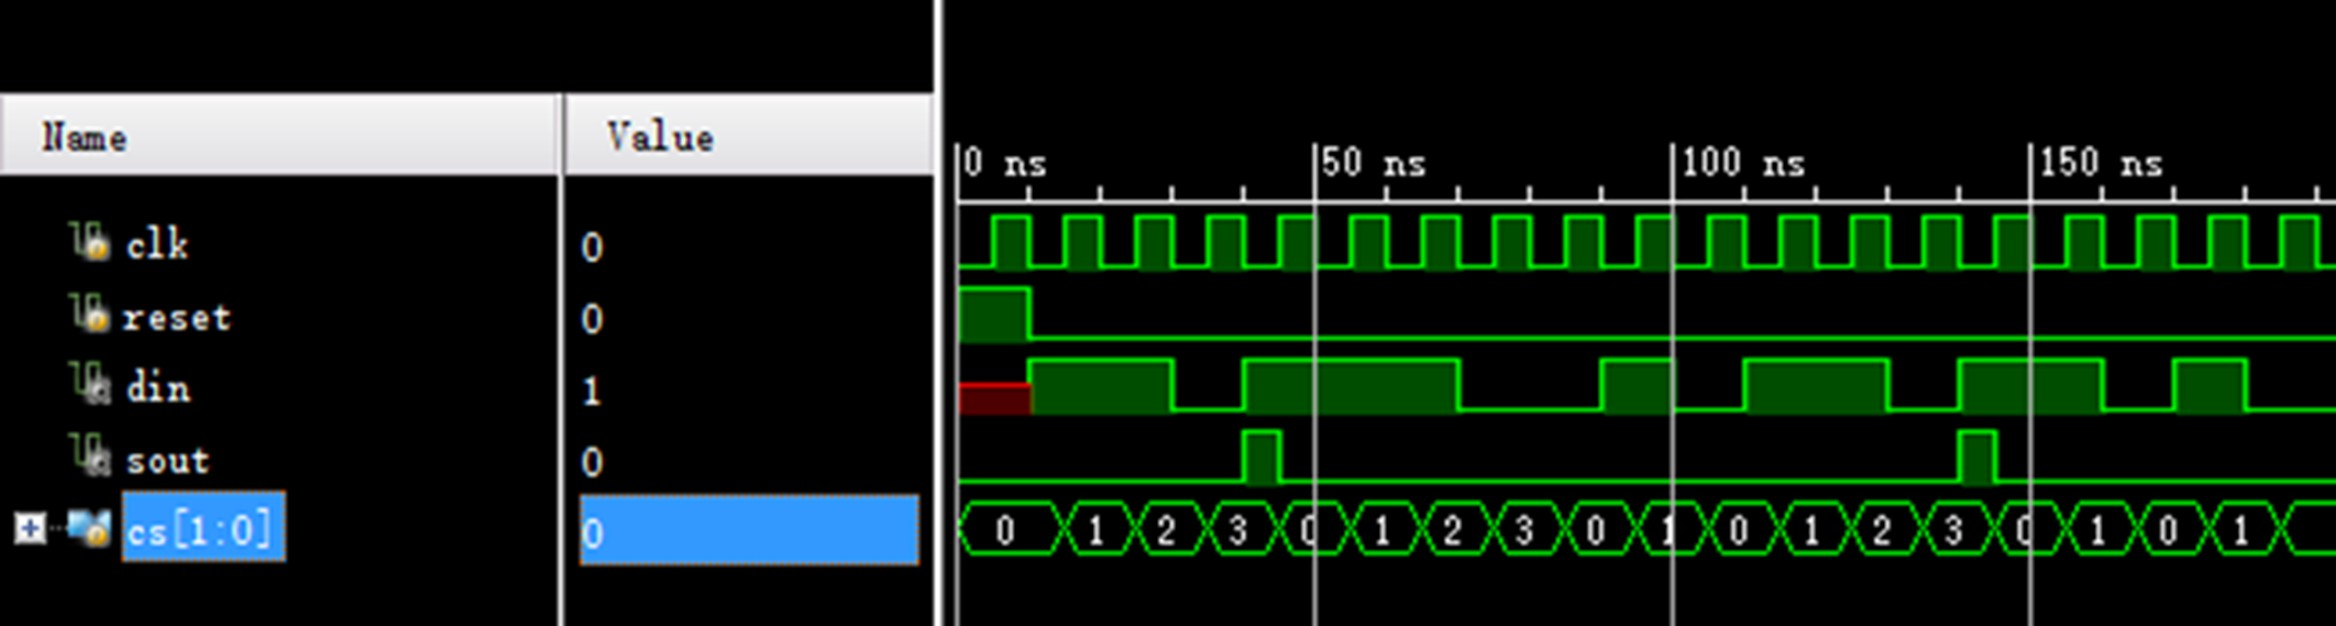 Name Value
0 ns 50 ns 100 ns 150 ns
clk 0
reset 0
din 1
sout 0
cs[1:0] 0 0 1 2 3 0 1 2 3 0 1 0 1 2 3 0 1 0 1